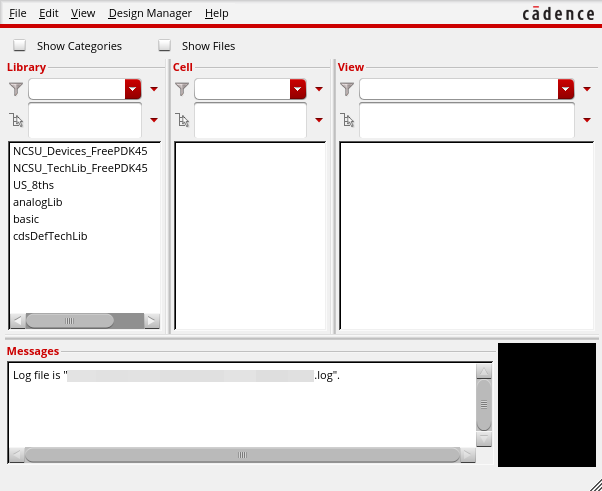 File Edit View Design Manager Help
cādence
Show Categories Show Files
Library Cell View
NCSU_Devices_FreePDK45
NCSU_TechLib_FreePDK45
US_8ths
analogLib
basic
cdsDefTechLib
Messages
Log file is " .log".